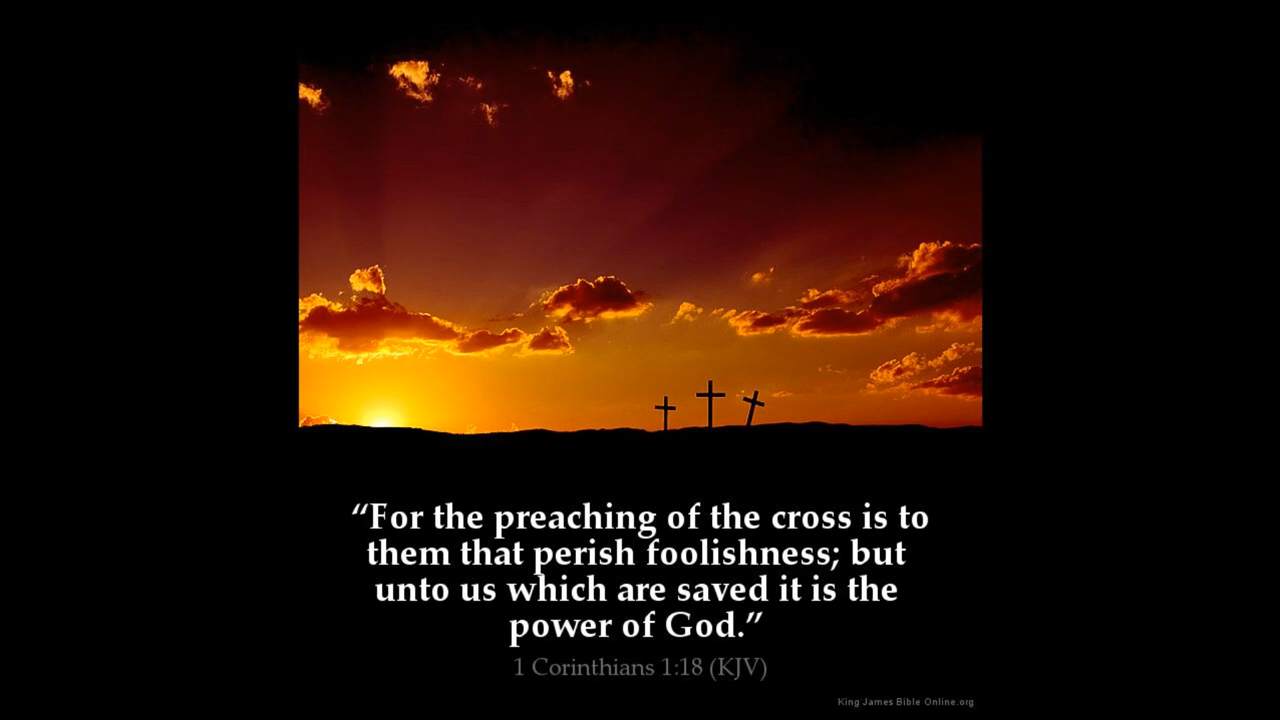 “For the preaching of the cross is to
them that perish foolishness; but
unto us which are saved it is the
power of God.”
1 Corinthians 1:18 (KJV)
King James Bible Online.org